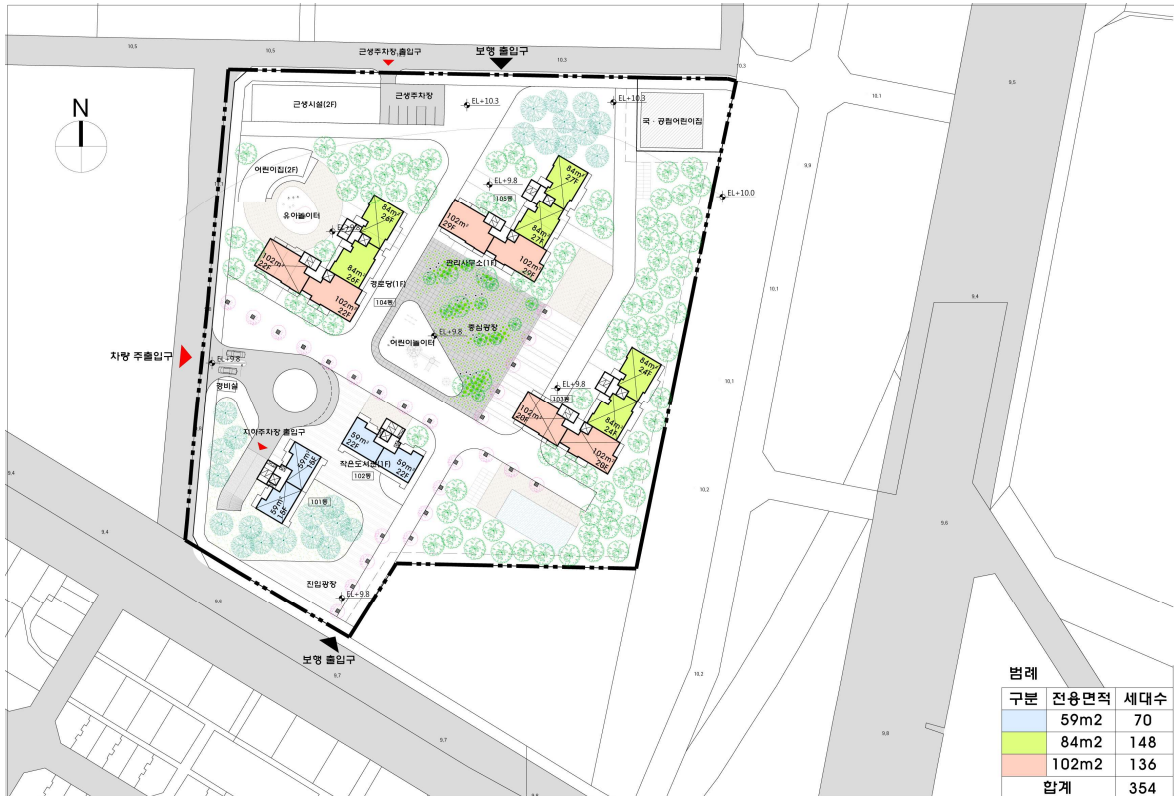 10.5
10.5
근생주차장 출입구
보행 출입구
10.3
10.3
9.5
N
근생시설(2F)
근생주차장
EL+10.3
EL+10.3
국 · 공립어린이집
10.1
어린이집(2F)
유아놀이터
EL+9.8
105동
84m²
27F
84m²
27F
102m²
29F
102m²
29F
EL+10.0
9.9
84m²
26F
84m²
26F
102m²
22F
102m²
22F
경로당(1F)
104동
관리사무소(1F)
중심광장
EL+9.8
어린이놀이터
10.1
9.4
차량 주출입구
EL+9.8
경비실
EL+9.8
103동
84m²
24F
84m²
24F
102m²
20F
102m²
20F
10.1
지하주차장 출입구
59m²
22F
59m²
22F
작은도서관(1F)
102동
59m²
15F
59m²
15F
101동
9.4
9.4
10.2
9.8
진입광장
EL+9.8
9.6
보행 출입구
9.7
10.2
9.7
9.8
범례
구분 전용면적 세대수
59m2 70
84m2 148
102m2 136
합계 354